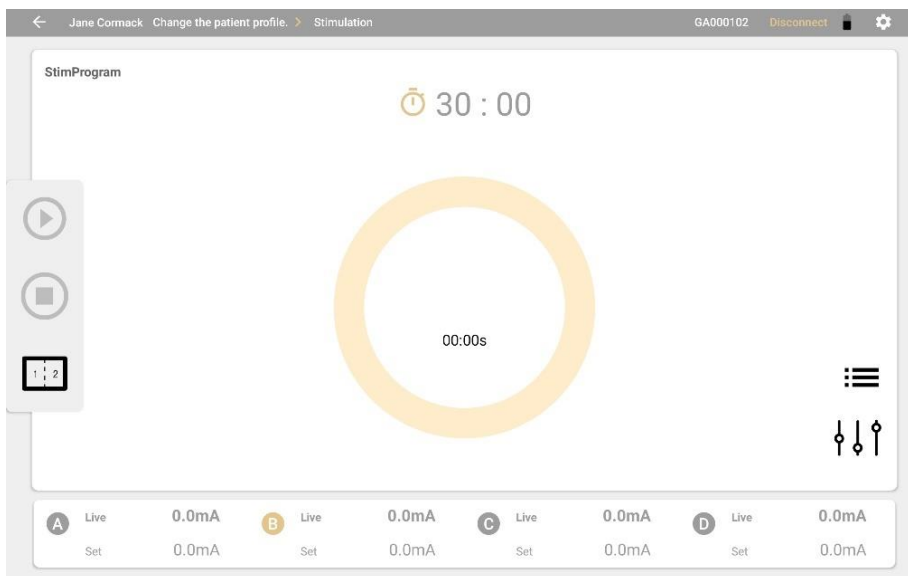 Jane Cormack Change the patient profile. > Stimulation GA000102 Disconnect
StimProgram
30 : 00
00:00s
1 2
A Live 0.0mA B Live 0.0mA C Live 0.0mA D Live 0.0mA
Set 0.0mA Set 0.0mA Set 0.0mA Set 0.0mA